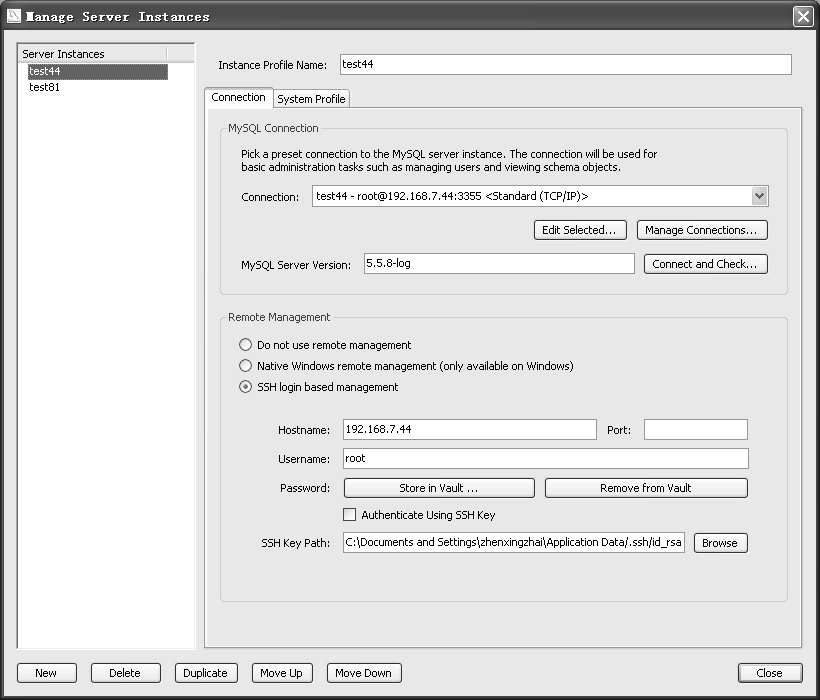 Manage Server Instances
Server Instances
test44
test81
Instance Profile Name: test44
Connection System Profile
MySQL Connection
Pick a preset connection to the MySQL server instance. The connection will be used for
basic administration tasks such as managing users and viewing schema objects.
Connection: test44 - root@192.168.7.44:3355 <Standard (TCP/IP)>
Edit Selected... Manage Connections...
MySQL Server Version: 5.5.8-log Connect and Check...
Remote Management
Do not use remote management
Native Windows remote management (only available on Windows)
SSH login based management
Hostname: 192.168.7.44 Port:
Username: root
Password: Store in Vault ... Remove from Vault
Authenticate Using SSH Key
SSH Key Path: C:\Documents and Settings\zhenxingzhai\Application Data/.ssh/id_rsa Browse
New Delete Duplicate Move Up Move Down Close